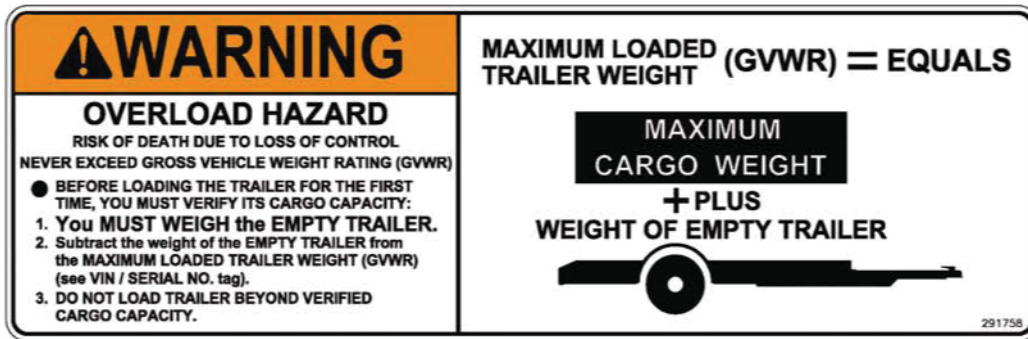 WARNING
OVERLOAD HAZARD
RISK OF DEATH DUE TO LOSS OF CONTROL
NEVER EXCEED GROSS VEHICLE WEIGHT RATING (GVWR)
● BEFORE LOADING THE TRAILER FOR THE FIRST
TIME, YOU MUST VERIFY ITS CARGO CAPACITY:
1. You MUST WEIGH the EMPTY TRAILER.
2. Subtract the weight of the EMPTY TRAILER from
the MAXIMUM LOADED TRAILER WEIGHT (GVWR)
(see VIN / SERIAL NO. tag).
3. DO NOT LOAD TRAILER BEYOND VERIFIED
CARGO CAPACITY.
MAXIMUM LOADED
TRAILER WEIGHT (GVWR) = EQUALS
MAXIMUM
CARGO WEIGHT
+ PLUS
WEIGHT OF EMPTY TRAILER
291758